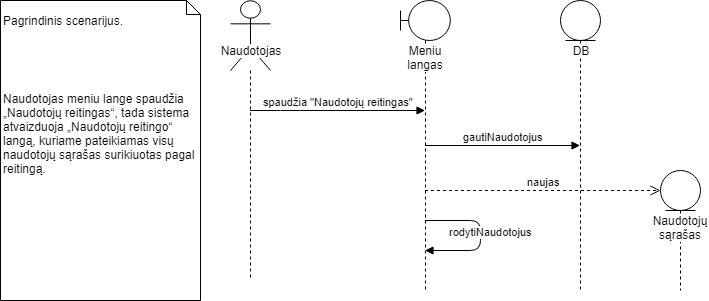 Pagrindinis scenarijus.
Naudotojas meniu lange spaudžia
„Naudotojų reitingas“, tada sistema
atvaizduoja „Naudotojų reitingo“
langą, kuriame pateikiamas visų
naudotojų sąrašas surikiuotas pagal
reitingą.
Naudotojas
Meniu
langas
DB
spaudžia "Naudotojų reitingas"
gautiNaudotojus
naujas
Naudotojų
sąrašas
rodytiNaudotojus